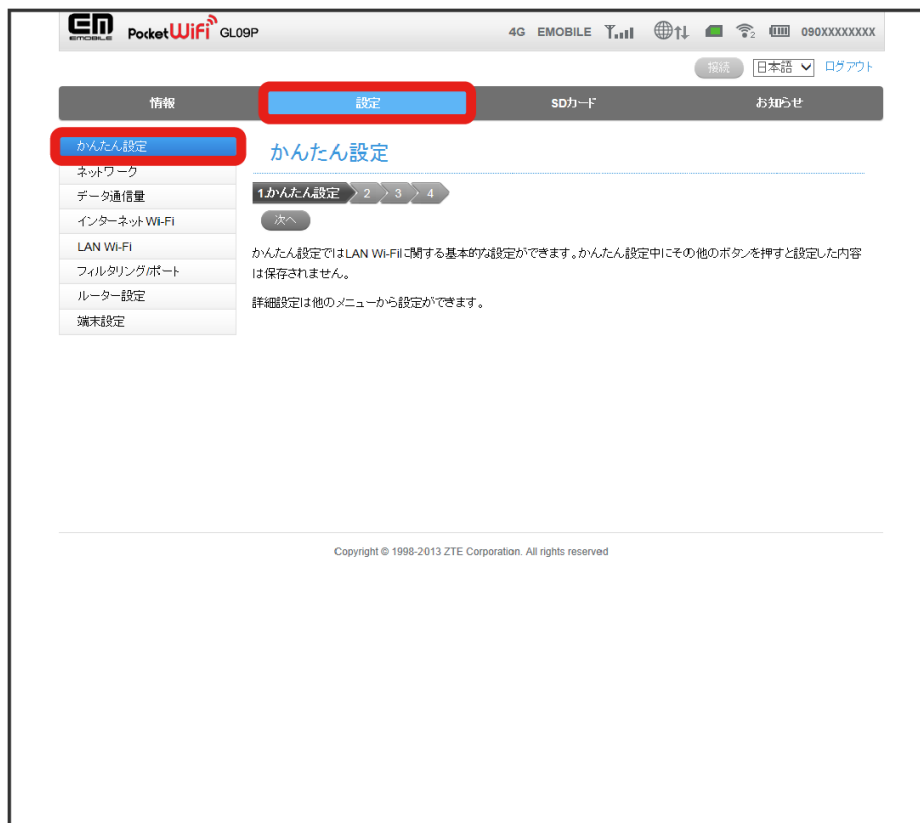 EM
EMOBILE
Pocket WiFi GL09P
4G EMOBILE 2 090XXXXXXXX
接続 日本語 ログアウト
情報 設定 SDカード お知らせ
かんたん設定
ネットワーク
データ通信量
インターネットWi-Fi
LAN Wi-Fi
フィルタリング/ポート
ルーター設定
端末設定
かんたん設定
1.かんたん設定 2 3 4
次へ
かんたん設定ではLAN Wi-Fiに関する基本的な設定ができます。かんたん設定中にその他のボタンを押すと設定した内容
は保存されません。
詳細設定は他のメニューから設定ができます。
Copyright © 1998-2013 ZTE Corporation. All rights reserved